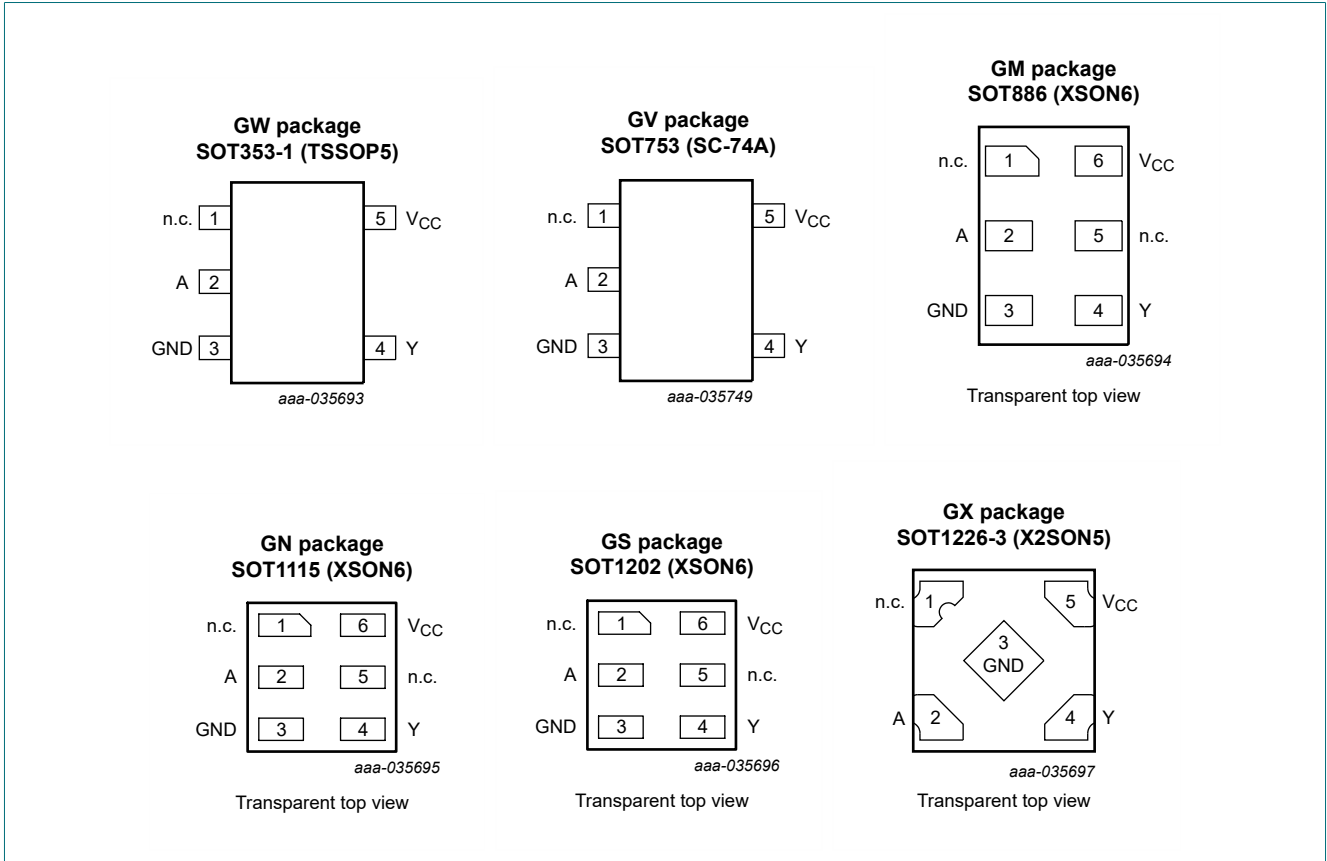 GW package
SOT353-1 (TSSOP5)
n.c. 1 5 VCC
A 2
GND 3 4 Y
aaa-035693
GV package
SOT753 (SC-74A)
n.c. 1 5 VCC
A 2
GND 3 4 Y
aaa-035749
GM package
SOT886 (XSON6)
n.c. 1 6 VCC
A 2 5 n.c.
GND 3 4 Y
aaa-035694
Transparent top view
GN package
SOT1115 (XSON6)
n.c. 1 6 VCC
A 2 5 n.c.
GND 3 4 Y
aaa-035695
Transparent top view
GS package
SOT1202 (XSON6)
n.c. 1 6 VCC
A 2 5 n.c.
GND 3 4 Y
aaa-035696
Transparent top view
GX package
SOT1226-3 (X2SON5)
n.c. 1 5 VCC
3
GND
A 2 4 Y
aaa-035697
Transparent top view